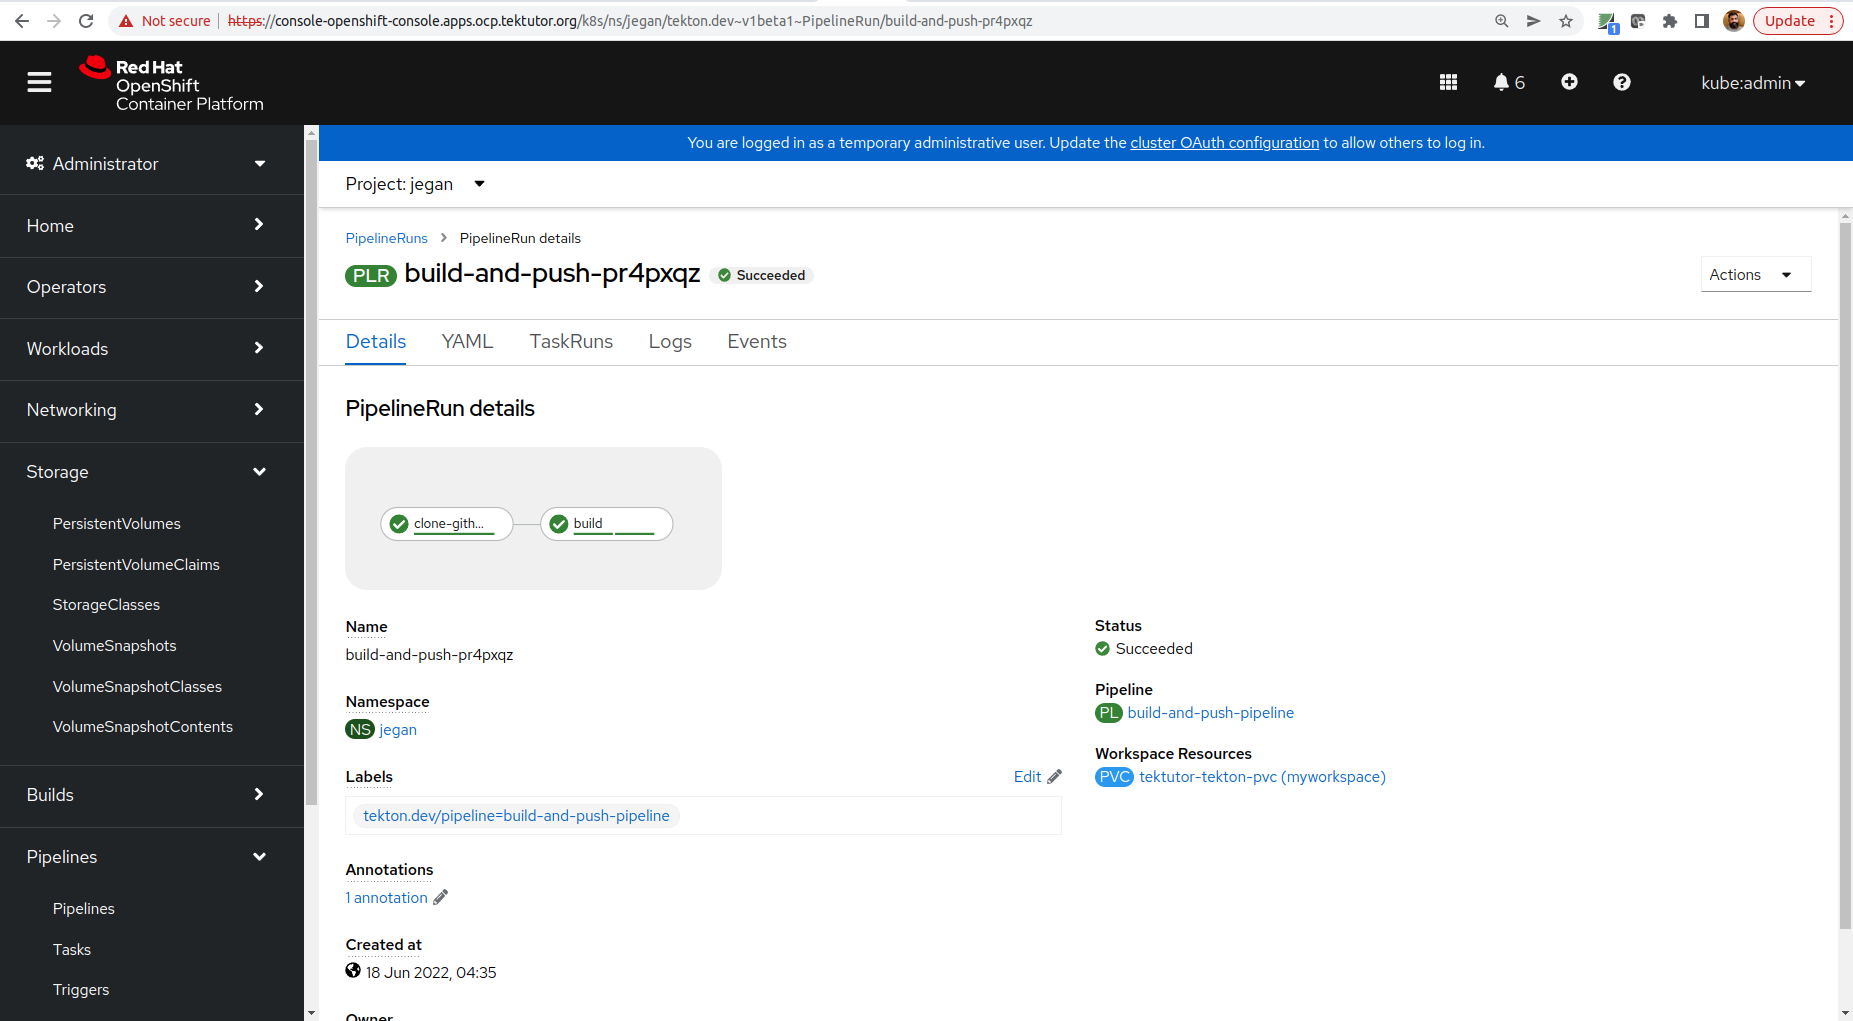 Not secure | https://console-openshift-console.apps.ocp.tektutor.org/k8s/ns/jegan/tekton.dev~v1beta1~PipelineRun/build-and-push-pr4pxqz
1
Update
Red Hat
OpenShift
Container Platform
6
kube:admin
Administrator
Home
Operators
Workloads
Networking
Storage
PersistentVolumes
PersistentVolumeClaims
StorageClasses
VolumeSnapshots
VolumeSnapshotClasses
VolumeSnapshotContents
Builds
Pipelines
Pipelines
Tasks
Triggers
You are logged in as a temporary administrative user. Update the cluster OAuth configuration to allow others to log in.
Project: jegan
PipelineRuns > PipelineRun details
PLR build-and-push-pr4pxqz Succeeded
Actions
Details YAML TaskRuns Logs Events
PipelineRun details
clone-gith... build
Name
build-and-push-pr4pxqz
Namespace
NS jegan
Labels
Edit
tekton.dev/pipeline=build-and-push-pipeline
Annotations
1 annotation
Created at
18 Jun 2022, 04:35
Owner
Status
Succeeded
Pipeline
PL build-and-push-pipeline
Workspace Resources
PVC tektutor-tekton-pvc (myworkspace)